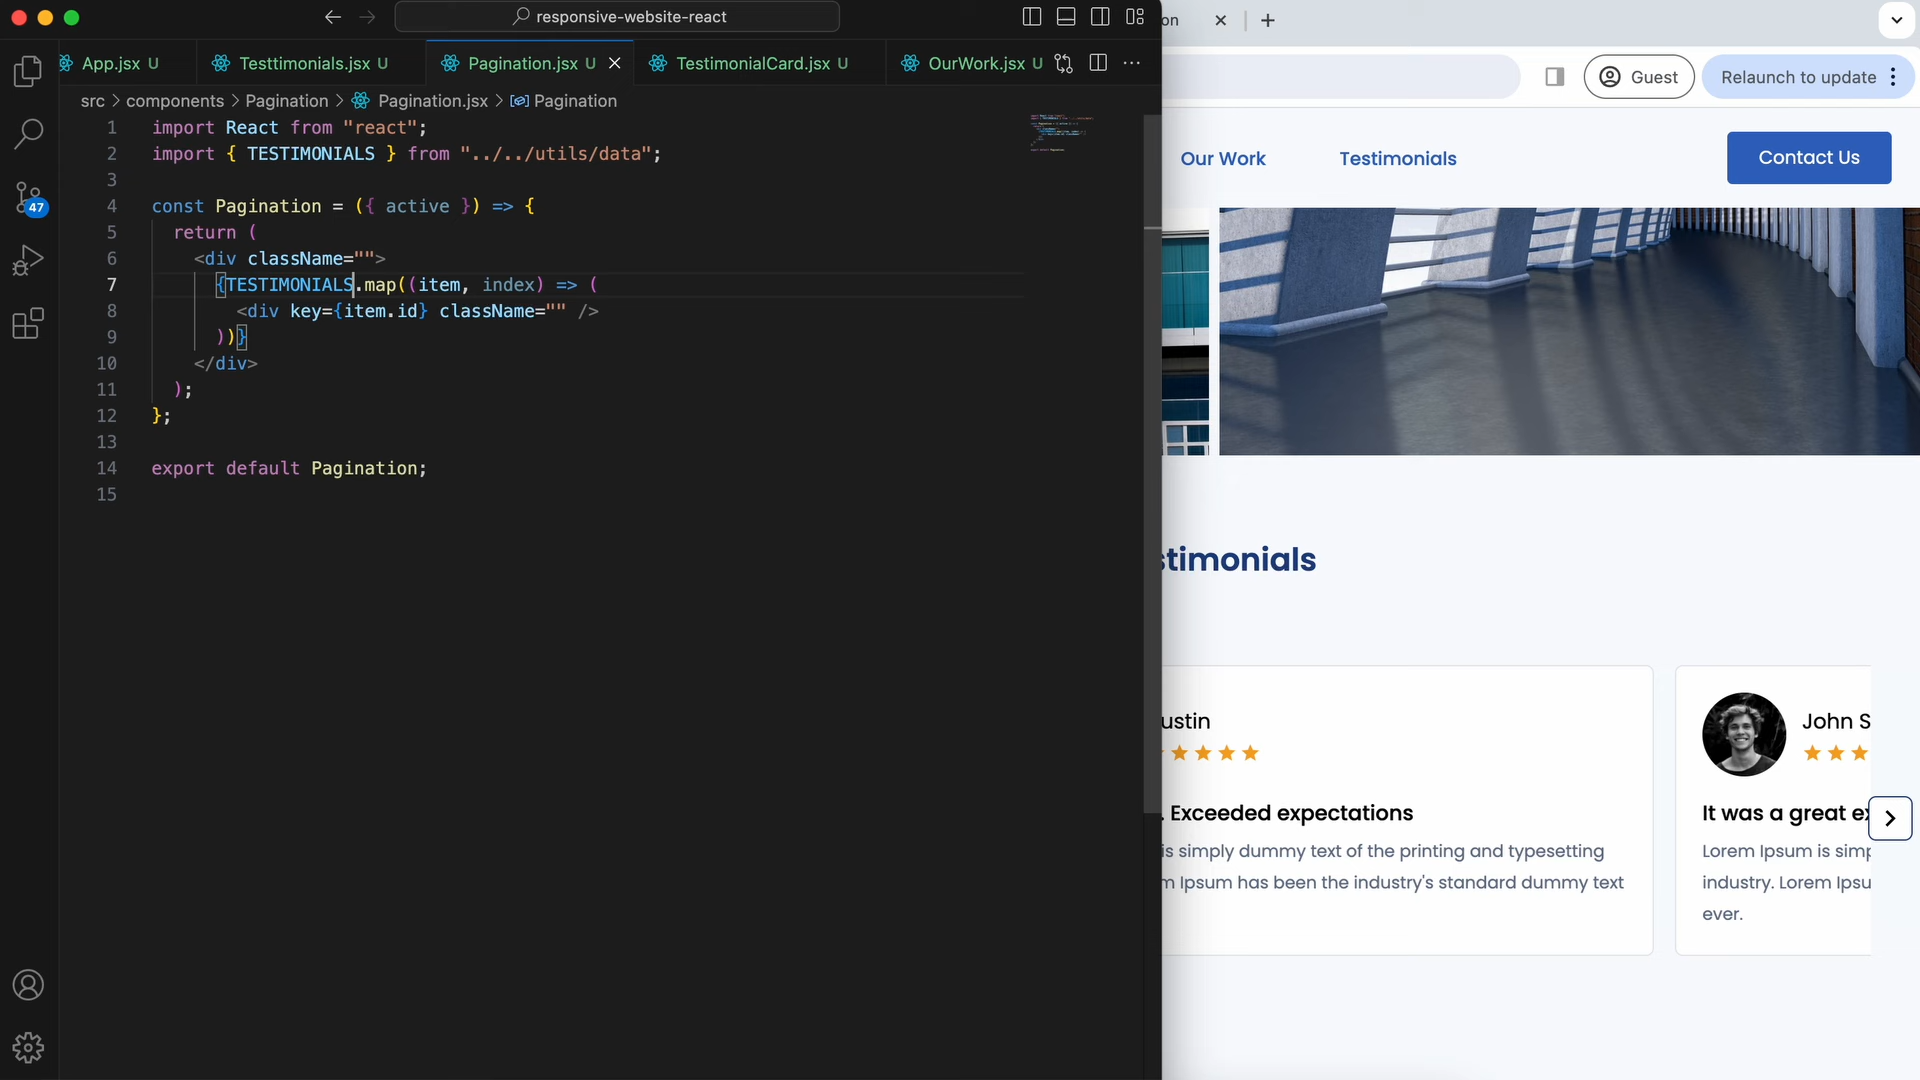 responsive-website-react
App.jsx U
Testtimonials.jsx U
Pagination.jsx U
TestimonialCard.jsx U
OurWork.jsx U
src > components > Pagination > Pagination.jsx > Pagination
1 import React from "react";
2 import { TESTIMONIALS } from "../../utils/data";
3
4 const Pagination = ({ active }) => {
5 return (
6 <div className="">
7 {TESTIMONIALS.map((item, index) => (
8 <div key={item.id} className="" />
9 ))}
10 </div>
11 );
12 };
13
14 export default Pagination;
15
47
on
Guest
Relaunch to update
Our Work
Testimonials
Contact Us
stimonials
ustin
. Exceeded expectations
is simply dummy text of the printing and typesetting
m Ipsum has been the industry's standard dummy text
John S
It was a great ex
Lorem Ipsum is simp
industry. Lorem Ipsu
ever.